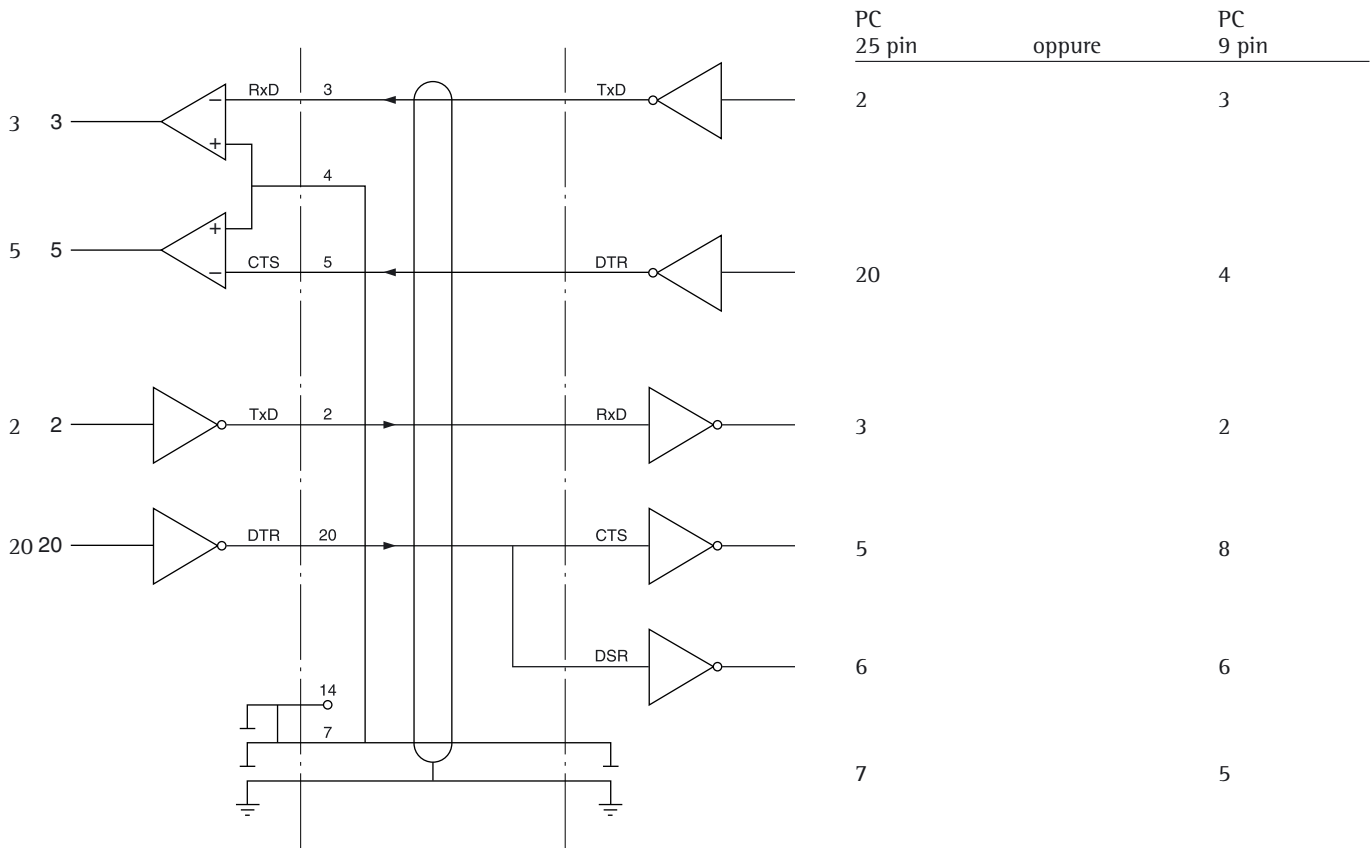 PC PC
25 pin oppure 9 pin
RxD 3 TxD 2 3
−
3 3
+
4
+
5 5
− CTS 5 DTR 20 4
2 2 TxD 2 RxD 3 2
20 20 DTR 20 CTS 5 8
DSR 6 6
14
7
7 5